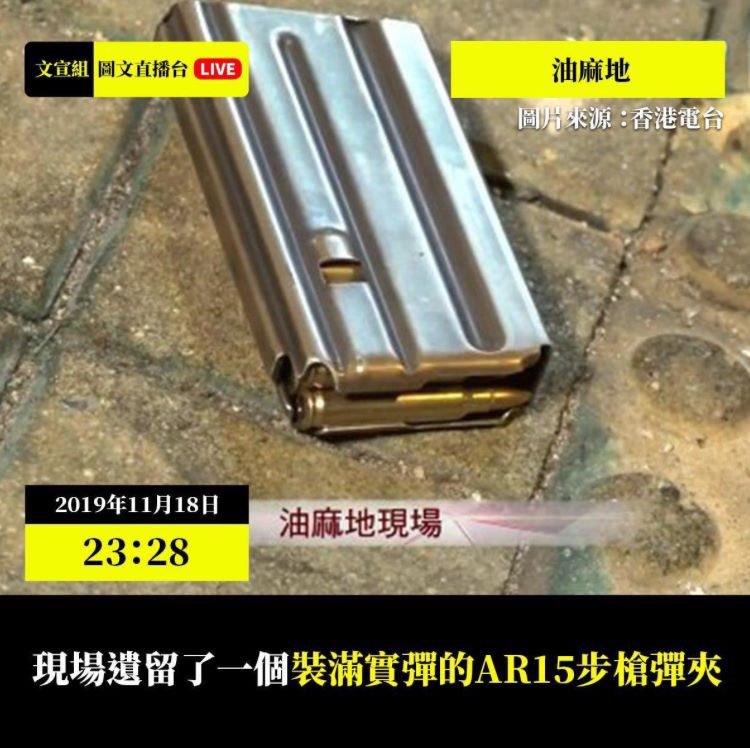 文宣組 圖文直播台 LIVE
油麻地
圖片來源：香港電台
2019年11月18日
23:28
油麻地現場
現場遺留了一個裝滿實彈的AR15步槍彈夾